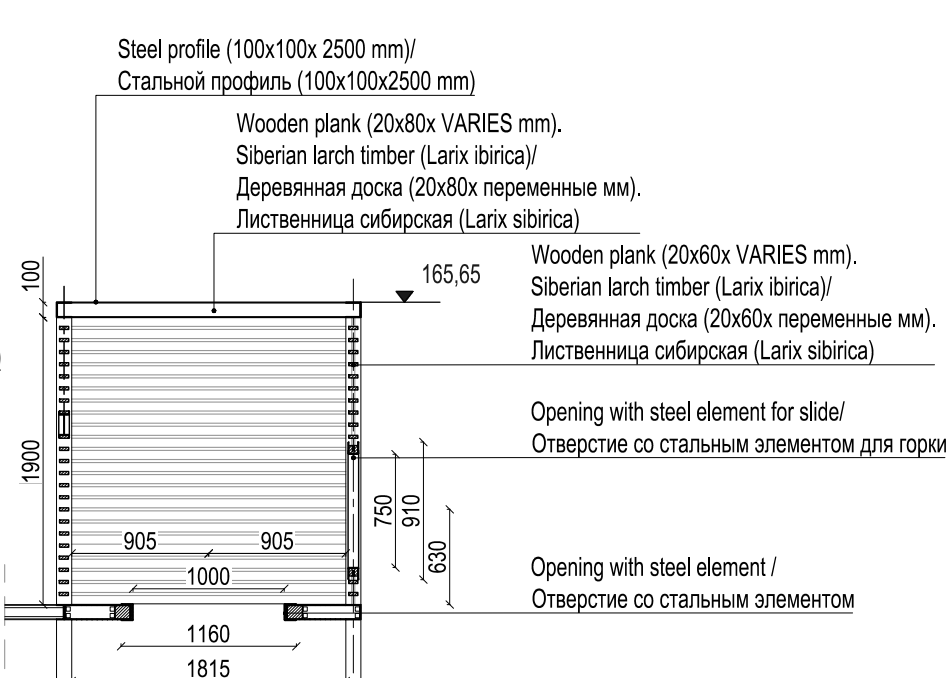 Steel profile (100x100x 2500 mm)/
Стальной профиль (100x100x2500 mm)
Wooden plank (20x80x VARIES mm).
Siberian larch timber (Larix ibirica)/
Деревянная доска (20x80x переменные мм).
Лиственница сибирская (Larix sibirica)
Wooden plank (20x60x VARIES mm).
Siberian larch timber (Larix ibirica)/
Деревянная доска (20x60x переменные мм).
Лиственница сибирская (Larix sibirica)
165,65
100
1900
Opening with steel element for slide/
Отверстие со стальным элементом для горки
750
910
630
905
905
1000
Opening with steel element /
Отверстие со стальным элементом
1160
1815